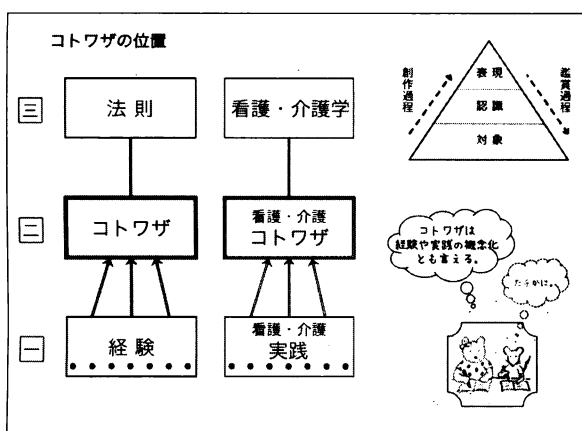 コトワザの位置
三
法則
看護・介護学
二
コトワザ
看護・介護
コトワザ
一
経験
看護・介護
実践
創作過程
表現
認識
対象
鑑賞過程
コトワザは
経験や実践の概念化
とも言える。
たしかに。